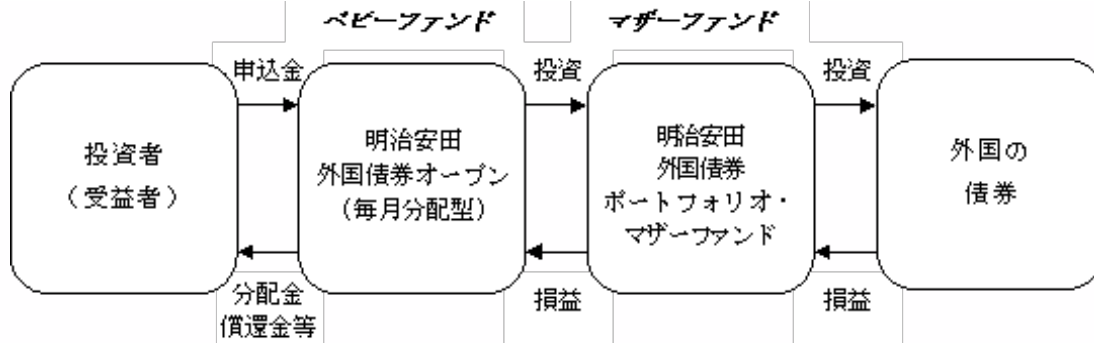 ベビーファンド
マザーファンド
申込金
投資
投資
投資者
（受益者）
明治安田
外国債券オープン
（毎月分配型）
明治安田
外国債券
ポートフォリオ・
マザーファンド
外国の
債券
分配金
償還金等
損益
損益